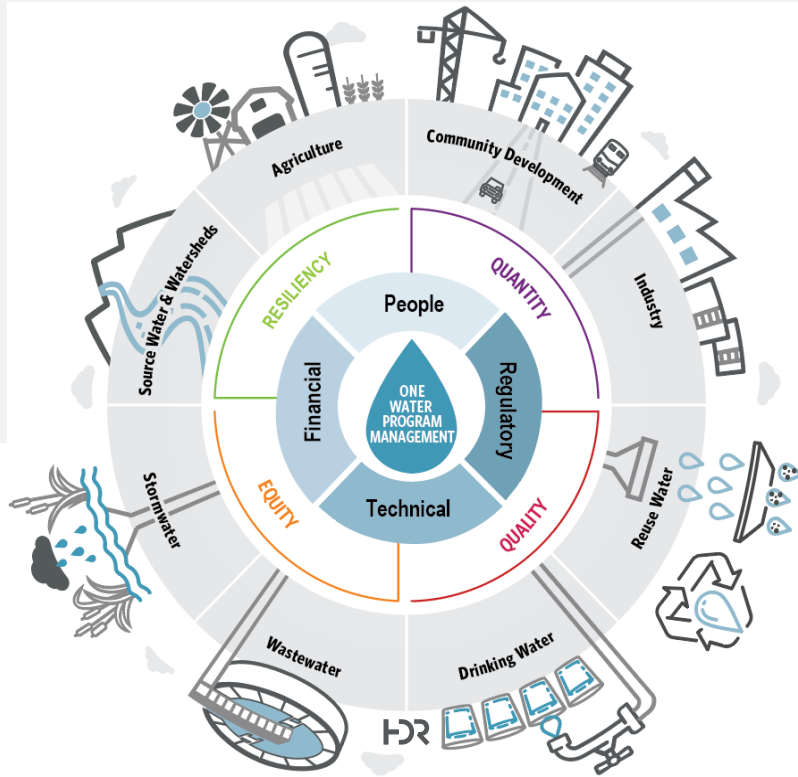 Agriculture
Community Development
Source Water & Watersheds
Industry
RESILIENCY
QUANTITY
People
Financial
Regulatory
ONE
WATER
PROGRAM
MANAGEMENT
Technical
EQUITY
QUALITY
Stormwater
Reuse Water
Wastewater
Drinking Water
HDR